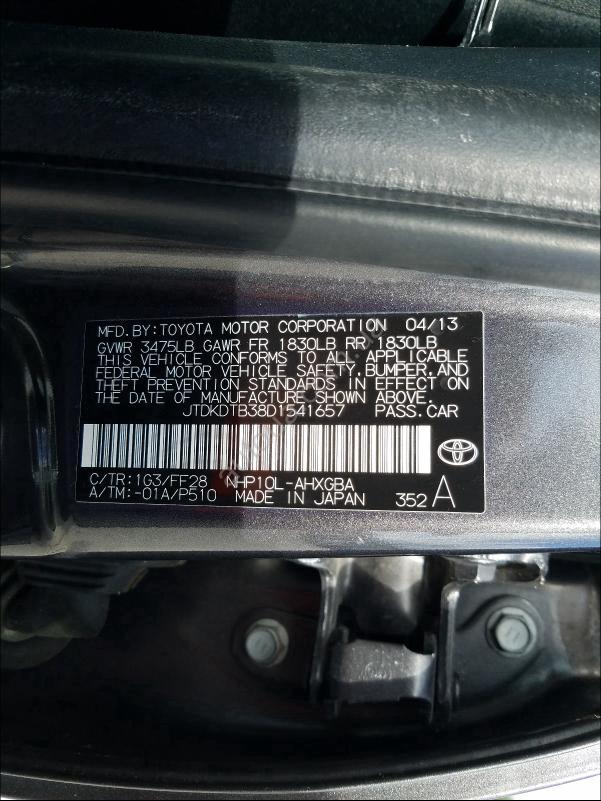 MFD.BY:TOYOTA MOTOR CORPORATION 04/13
GVWR 3475LB GAWR FR 1830LB RR 1830LB
THIS VEHICLE CONFORMS TO ALL APPLICABLE
FEDERAL MOTOR VEHICLE SAFETY,BUMPER,AND
THEFT PREVENTION STANDARDS IN EFFECT ON
THE DATE OF MANUFACTURE SHOWN ABOVE.
JTDKDTB38D1541657 PASS.CAR
C/TR:1G3/FF28 NHP10L-AHXGBA
A/TM:-01A/P510 MADE IN JAPAN 352 A